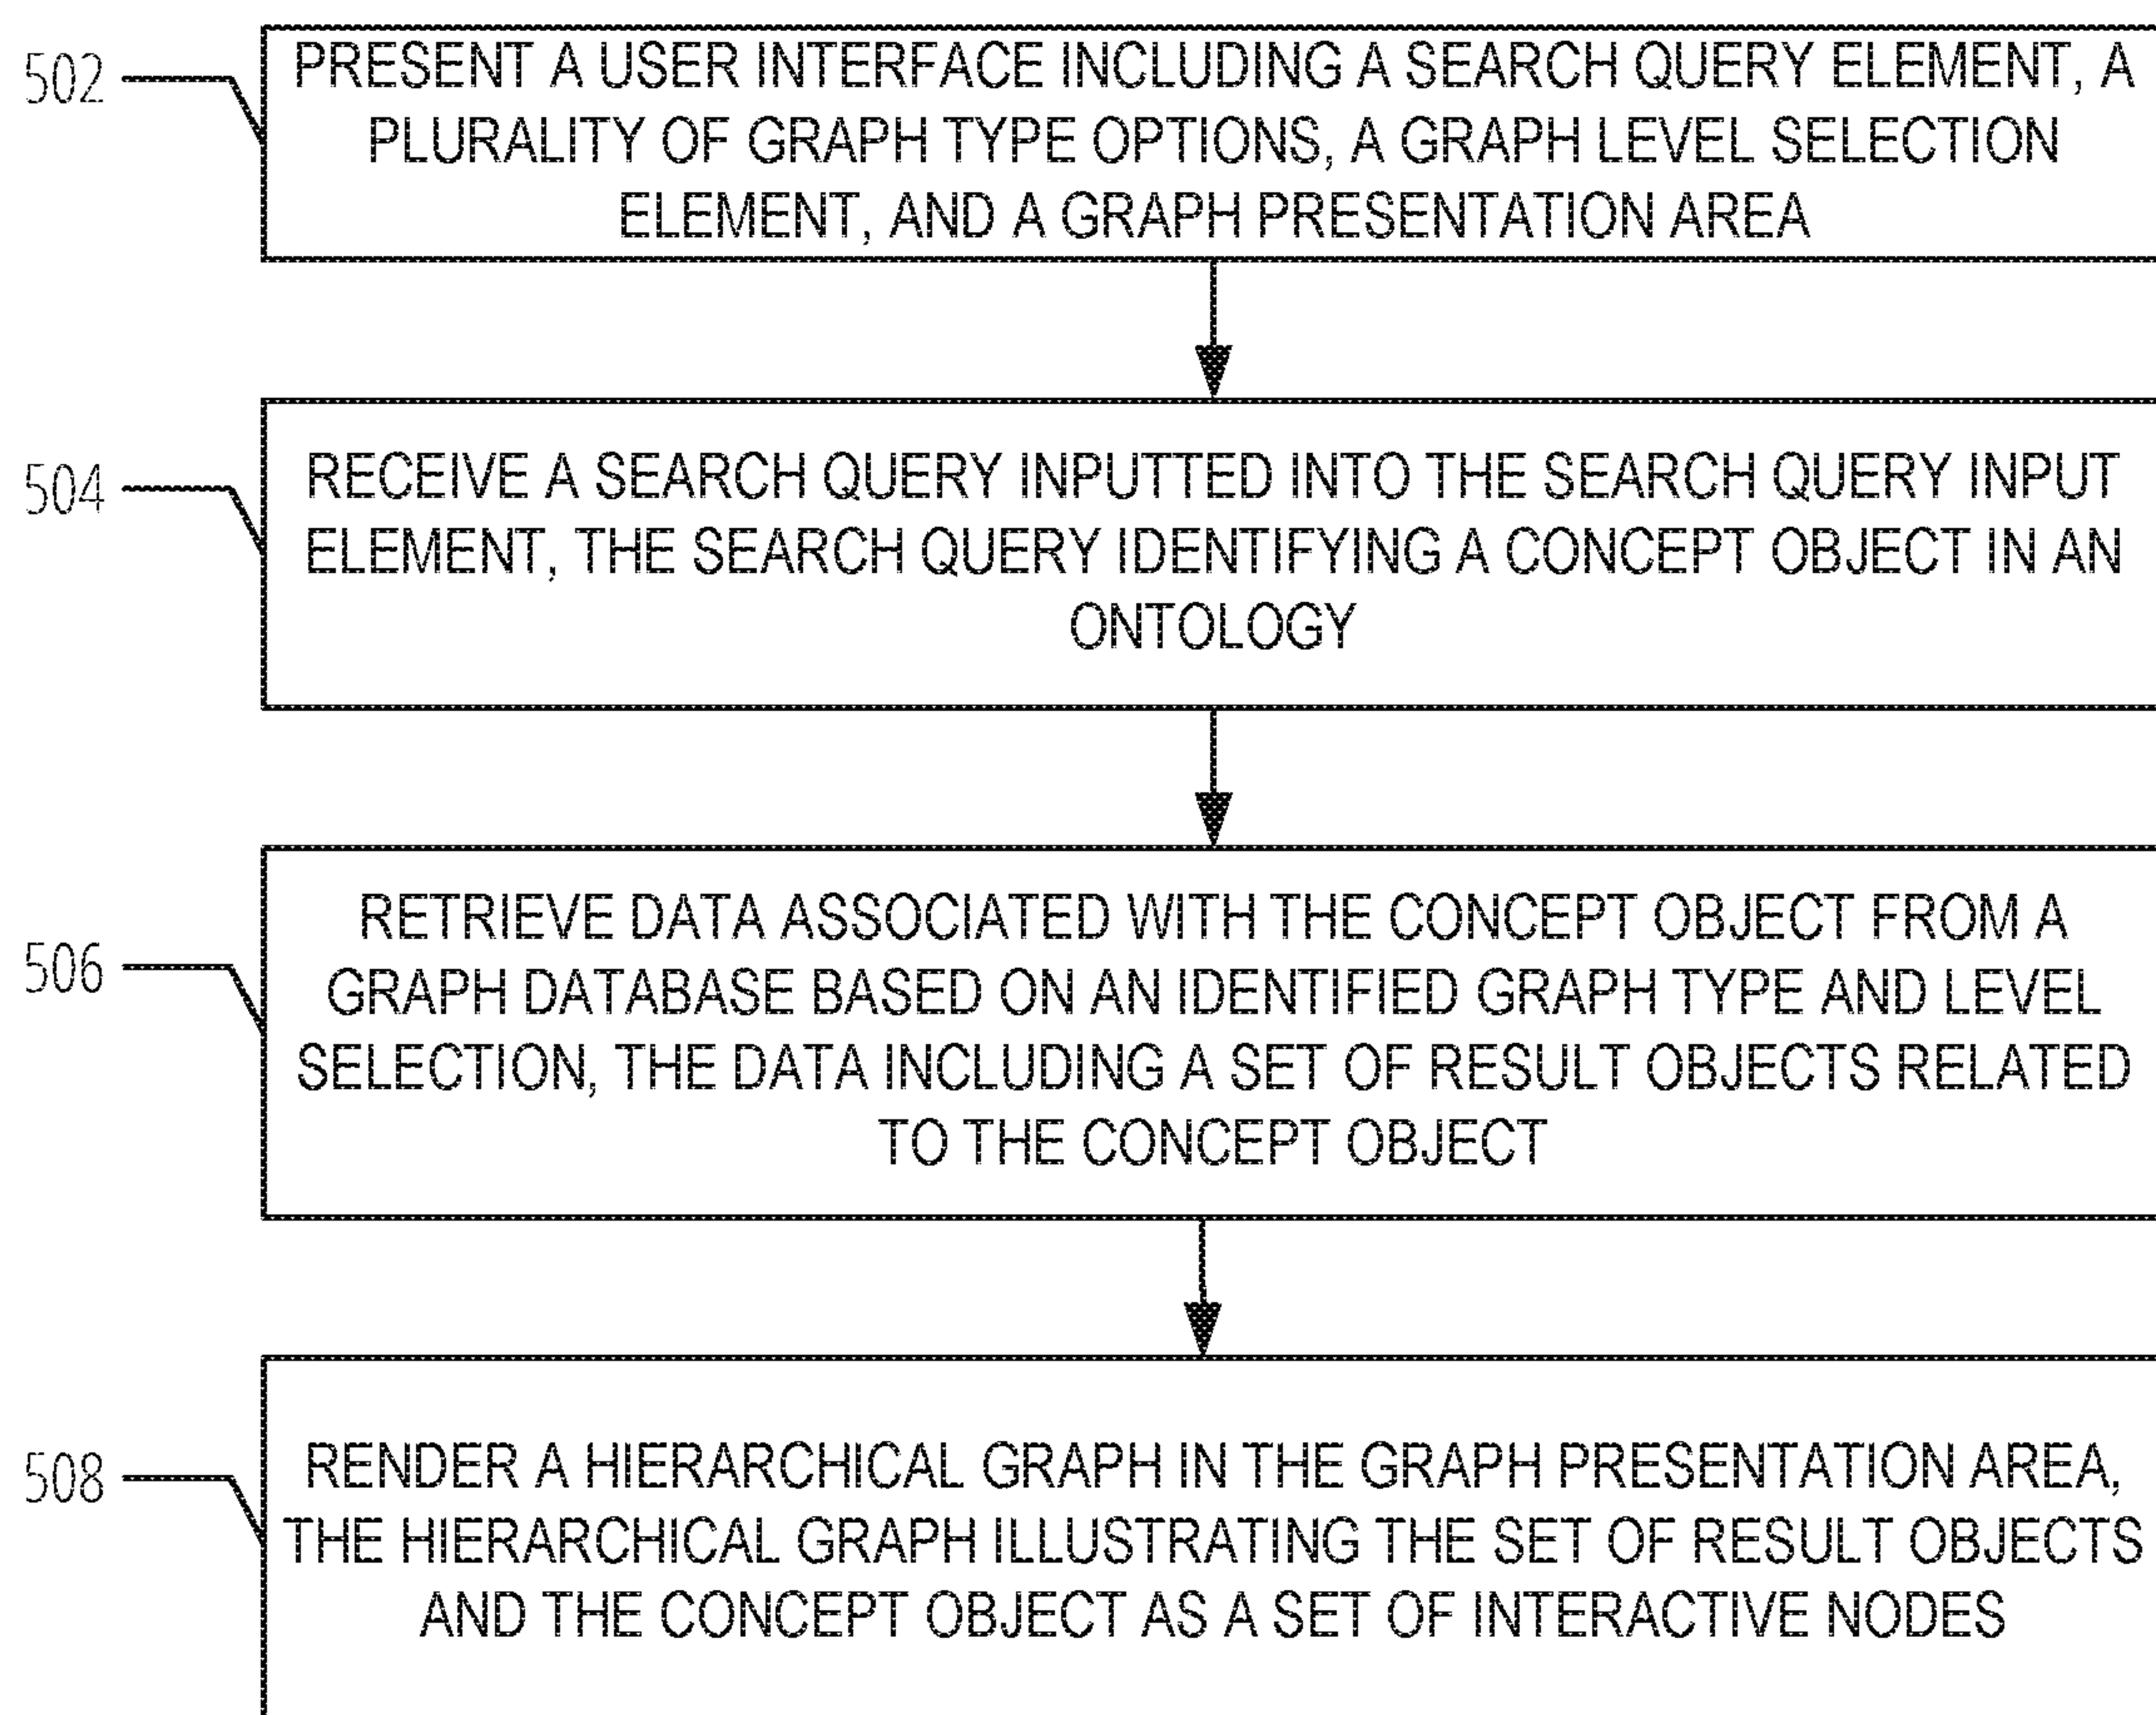 502
PRESENT A USER INTERFACE INCLUDING A SEARCH QUERY ELEMENT, A
PLURALITY OF GRAPH TYPE OPTIONS, A GRAPH LEVEL SELECTION
ELEMENT, AND A GRAPH PRESENTATION AREA
504
RECEIVE A SEARCH QUERY INPUTTED INTO THE SEARCH QUERY INPUT
ELEMENT, THE SEARCH QUERY IDENTIFYING A CONCEPT OBJECT IN AN
ONTOLOGY
506
RETRIEVE DATA ASSOCIATED WITH THE CONCEPT OBJECT FROM A
GRAPH DATABASE BASED ON AN IDENTIFIED GRAPH TYPE AND LEVEL
SELECTION, THE DATA INCLUDING A SET OF RESULT OBJECTS RELATED
TO THE CONCEPT OBJECT
508
RENDER A HIERARCHICAL GRAPH IN THE GRAPH PRESENTATION AREA,
THE HIERARCHICAL GRAPH ILLUSTRATING THE SET OF RESULT OBJECTS
AND THE CONCEPT OBJECT AS A SET OF INTERACTIVE NODES